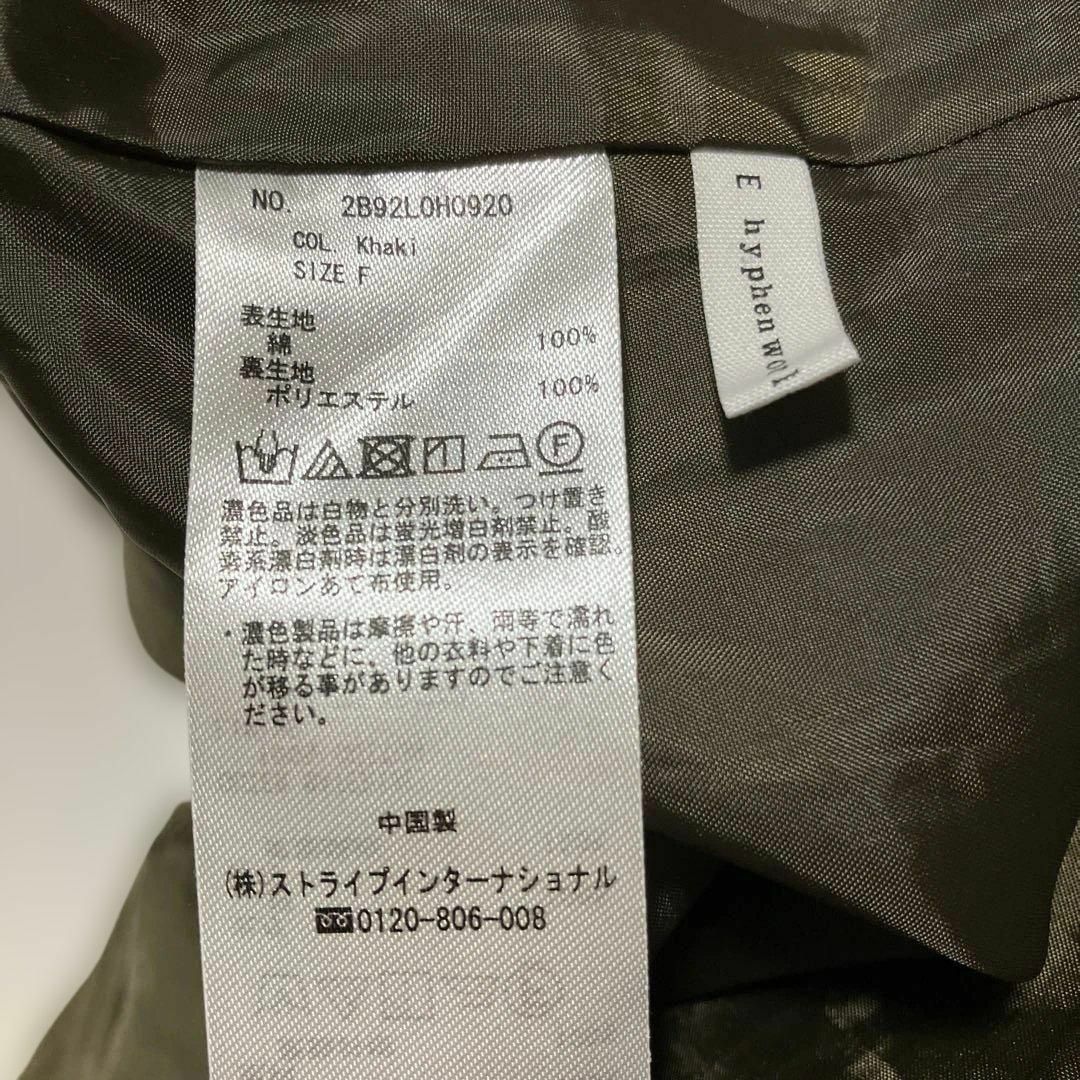 NO. 2B92L0H0920
COL Khaki
SIZE F
表生地
綿 100%
裏生地
ポリエステル 100%
F
濃色品は白物と分別洗い。つけ置き
禁止。淡色品は蛍光増白剤禁止。酸
素系漂白剤時は漂白剤の表示を確認。
アイロンあて布使用。
・濃色製品は摩擦や汗、雨等で濡れ
た時などに、他の衣料や下着に色
が移る事がありますのでご注意く
ださい。
中国製
(株)ストライプインターナショナル
0120-806-008
E hyphen wol